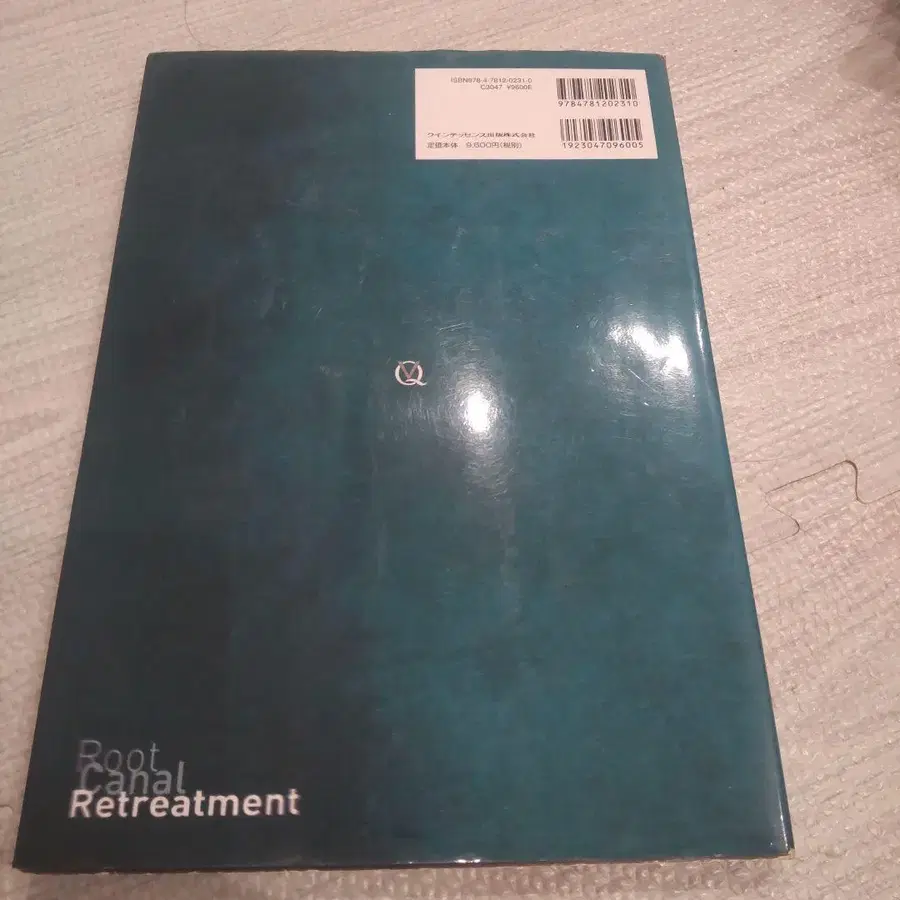 ISBN978-4-7812-0231-0
C3047 ¥9600E
9784781202310
クインテッセンス出版株式会社
定価本体 9,600円(税別)
1923047096005
Q
Root
Canal
Retreatment